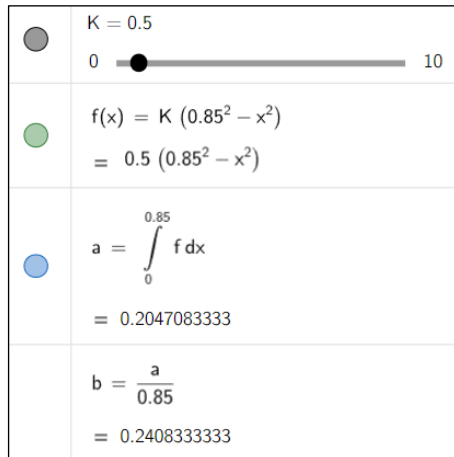 K = 0.5
0 10
f(x) = K (0.85² − x²)
= 0.5 (0.85² − x²)
a = ∫₀^0.85 f dx
= 0.2047083333
b = a/0.85
= 0.2408333333